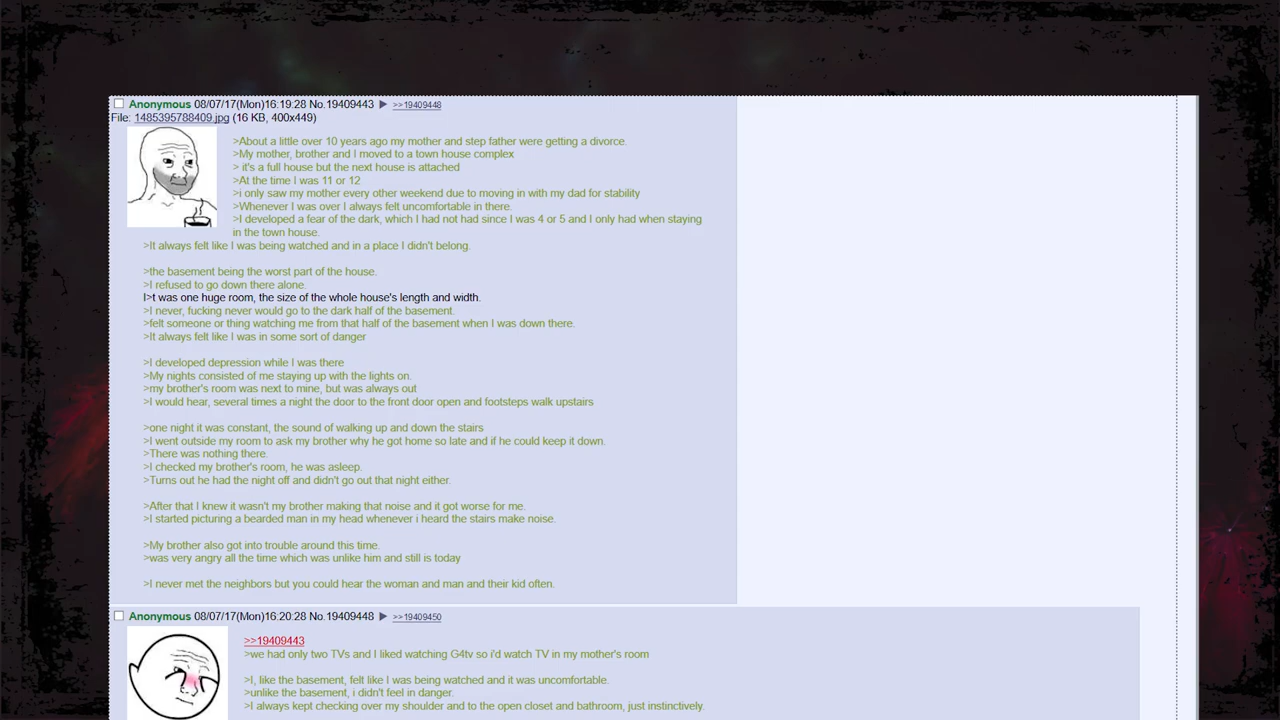 Anonymous 08/07/17(Mon)16:19:28 No.19409443 ▶ >>19409448
File: 1485395788409.jpg (16 KB, 400x449)
>About a little over 10 years ago my mother and step father were getting a divorce.
>My mother, brother and I moved to a town house complex
> it's a full house but the next house is attached
>At the time I was 11 or 12
>i only saw my mother every other weekend due to moving in with my dad for stability
>Whenever I was over I always felt uncomfortable in there.
>I developed a fear of the dark, which I had not had since I was 4 or 5 and I only had when staying
in the town house.
>It always felt like I was being watched and in a place I didn't belong.
>the basement being the worst part of the house.
>I refused to go down there alone.
I>t was one huge room, the size of the whole house's length and width.
>I never, fucking never would go to the dark half of the basement.
>felt someone or thing watching me from that half of the basement when I was down there.
>It always felt like I was in some sort of danger
>I developed depression while I was there
>My nights consisted of me staying up with the lights on.
>my brother's room was next to mine, but was always out
>I would hear, several times a night the door to the front door open and footsteps walk upstairs
>one night it was constant, the sound of walking up and down the stairs
>I went outside my room to ask my brother why he got home so late and if he could keep it down.
>There was nothing there.
>I checked my brother's room, he was asleep.
>Turns out he had the night off and didn't go out that night either.
>After that I knew it wasn't my brother making that noise and it got worse for me.
>I started picturing a bearded man in my head whenever i heard the stairs make noise.
>My brother also got into trouble around this time.
>was very angry all the time which was unlike him and still is today
>I never met the neighbors but you could hear the woman and man and their kid often.
Anonymous 08/07/17(Mon)16:20:28 No.19409448 ▶ >>19409450
>>19409443
>we had only two TVs and I liked watching G4tv so i'd watch TV in my mother's room
>I, like the basement, felt like I was being watched and it was uncomfortable.
>unlike the basement, i didn't feel in danger.
>I always kept checking over my shoulder and to the open closet and bathroom, just instinctively.